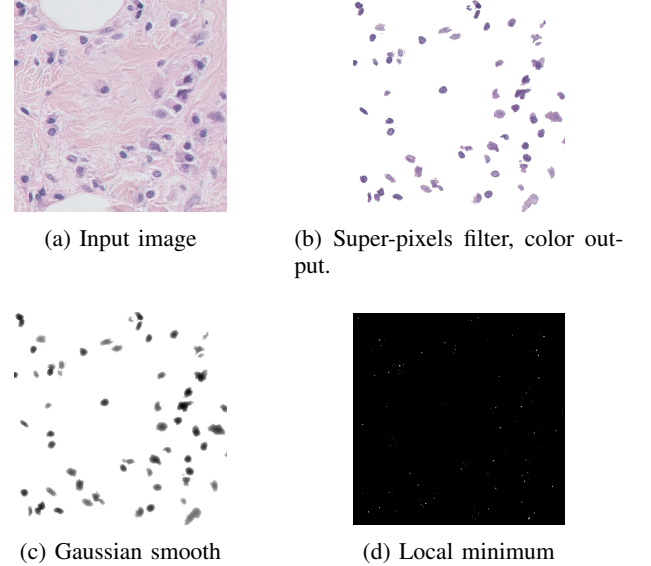 (a) Input image
(b) Super-pixels filter, color out-
put.
(c) Gaussian smooth
(d) Local minimum